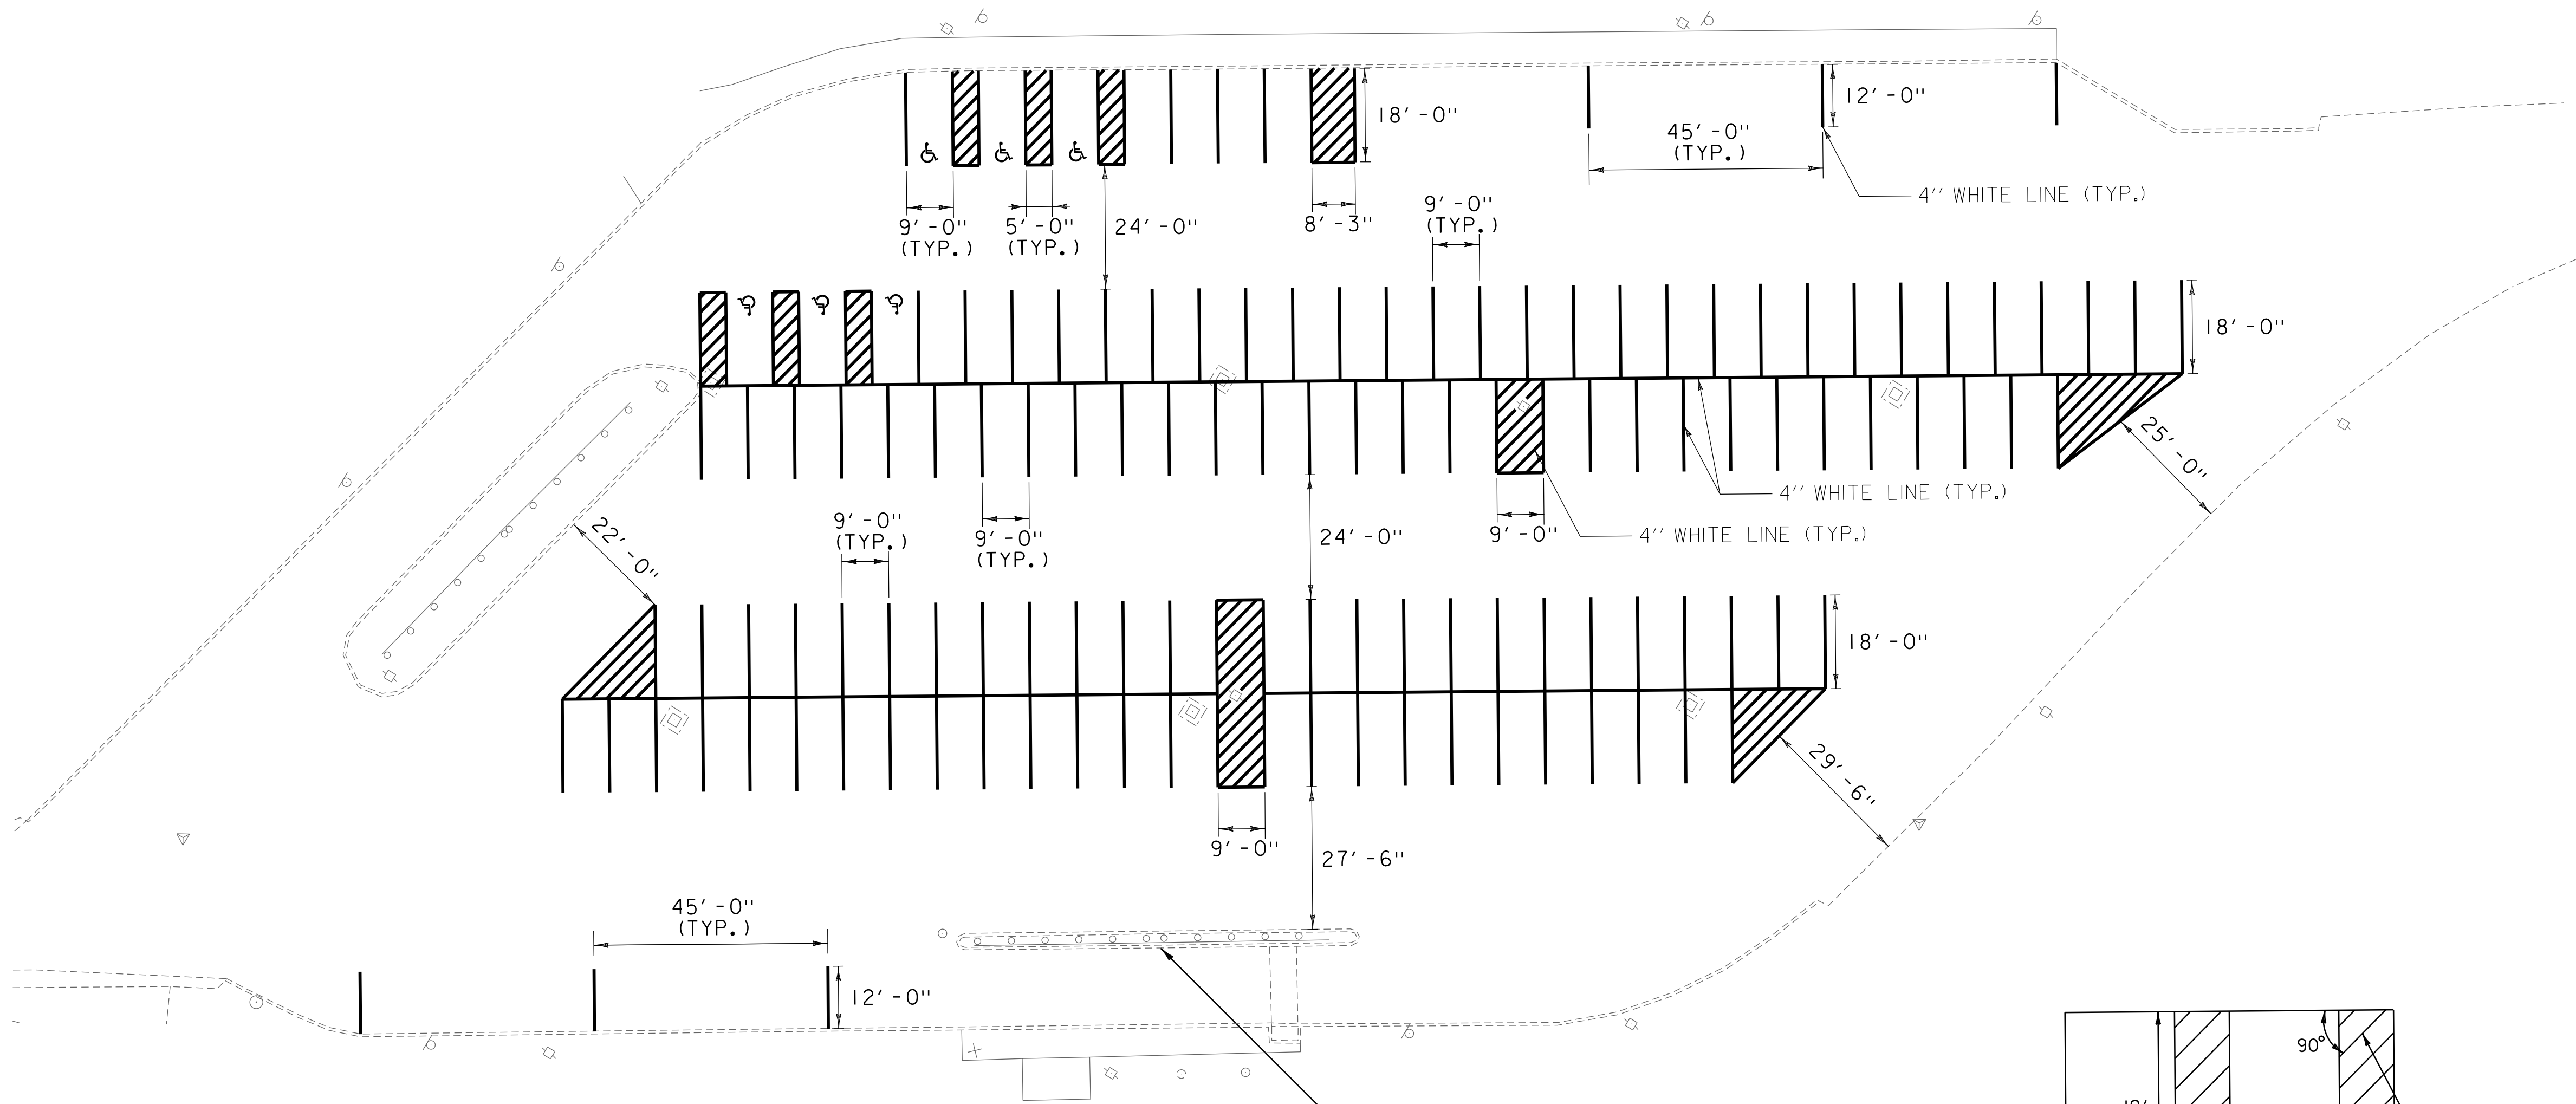 12'-0"
18'-0"
45'-0"
(TYP.)
4" WHITE LINE (TYP.)
9'-0"
(TYP.)
5'-0"
(TYP.)
24'-0"
8'-3"
9'-0"
(TYP.)
18'-0"
25'-0"
4" WHITE LINE (TYP.)
9'-0"
4" WHITE LINE (TYP.)
22'-0"
9'-0"
(TYP.)
9'-0"
(TYP.)
24'-0"
18'-0"
29'-6"
9'-0"
27'-6"
45'-0"
(TYP.)
12'-0"
90°